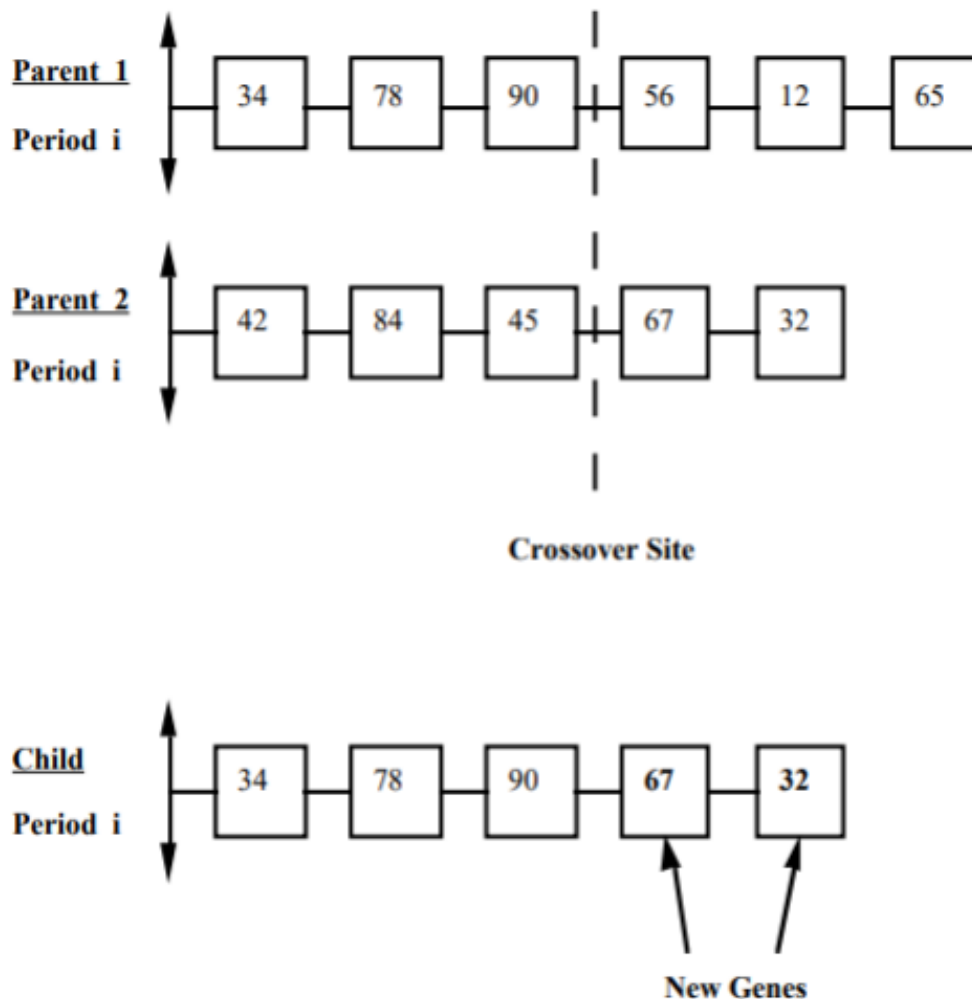 Parent 1
Period i
34 78 90 56 12 65
Parent 2
Period i
42 84 45 67 32
Crossover Site
Child
Period i
34 78 90 67 32
New Genes